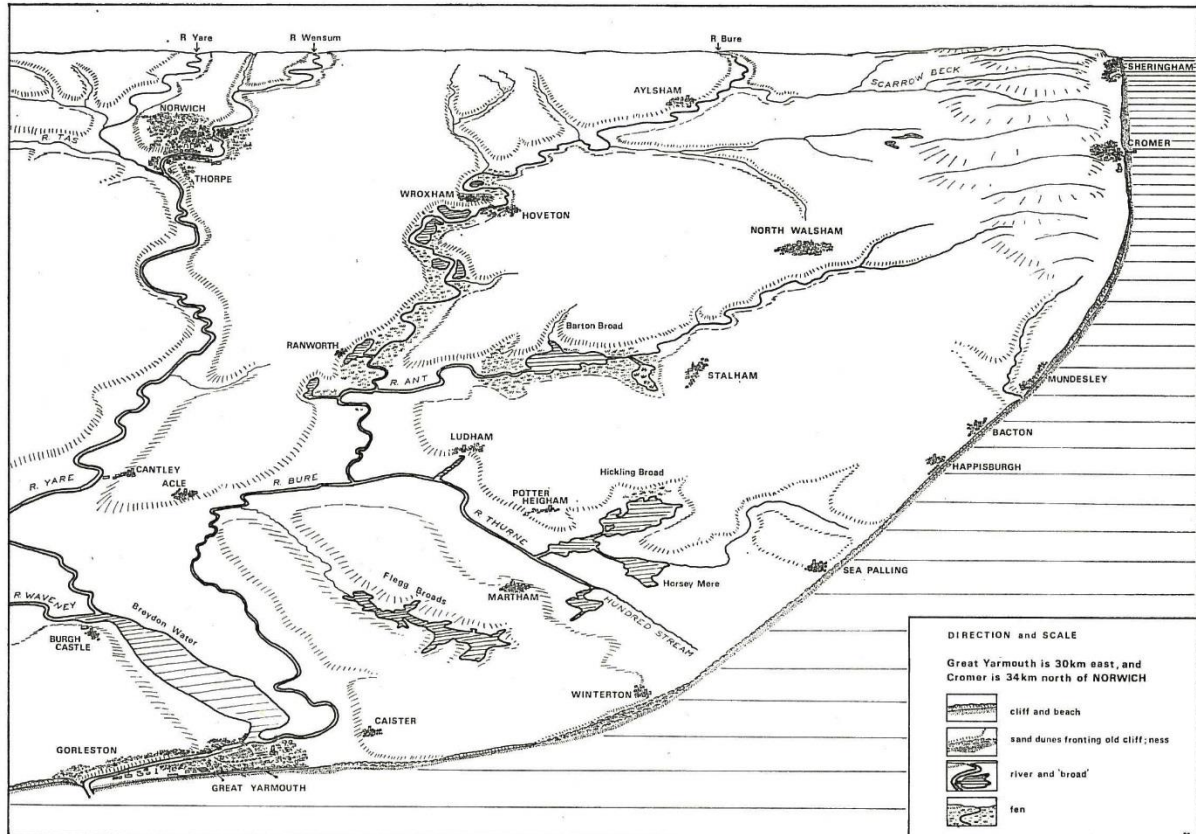 R Yare
R Wensum
R Bure
SHERINGHAM
SCARROW BECK
AYLSHAM
NORWICH
R. TAS
CROMER
THORPE
WROXHAM
HOVETON
NORTH WALSHAM
Barton Broad
RANWORTH
R. ANT
STALHAM
MUNDESLEY
BACTON
LUDHAM
HAPPISBURGH
CANTLEY
R. YARE
ACLE
R. BURE
Hickling Broad
POTTER
HEIGHAM
R. THURNE
SEA PALLING
Horsey Mere
Flegg Broads
MARTHAM
HUNDRED STREAM
R. WAVENEY
Breydon Water
BURGH
CASTLE
WINTERTON
CAISTER
GORLESTON
GREAT YARMOUTH
DIRECTION and SCALE
Great Yarmouth is 30km east, and
Cromer is 34km north of NORWICH
cliff and beach
sand dunes fronting old cliff; ness
river and 'broad'
fen